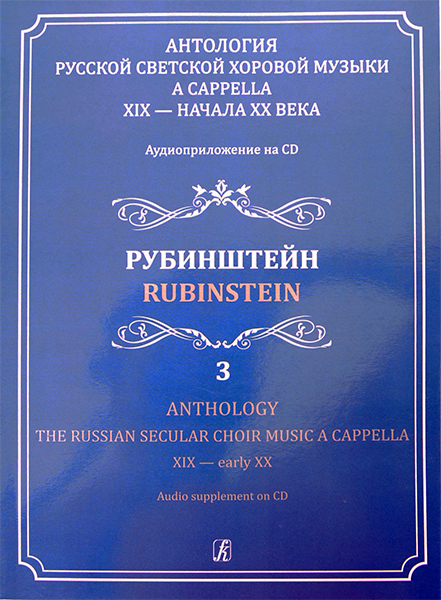 АНТОЛОГИЯ
РУССКОЙ СВЕТСКОЙ ХОРОВОЙ МУЗЫКИ
A CAPPELLA
XIX — НАЧАЛА XX ВЕКА
Аудиоприложение на CD
РУБИНШТЕЙН
RUBINSTEIN
3
ANTHOLOGY
THE RUSSIAN SECULAR CHOIR MUSIC A CAPPELLA
XIX — early XX
Audio supplement on CD